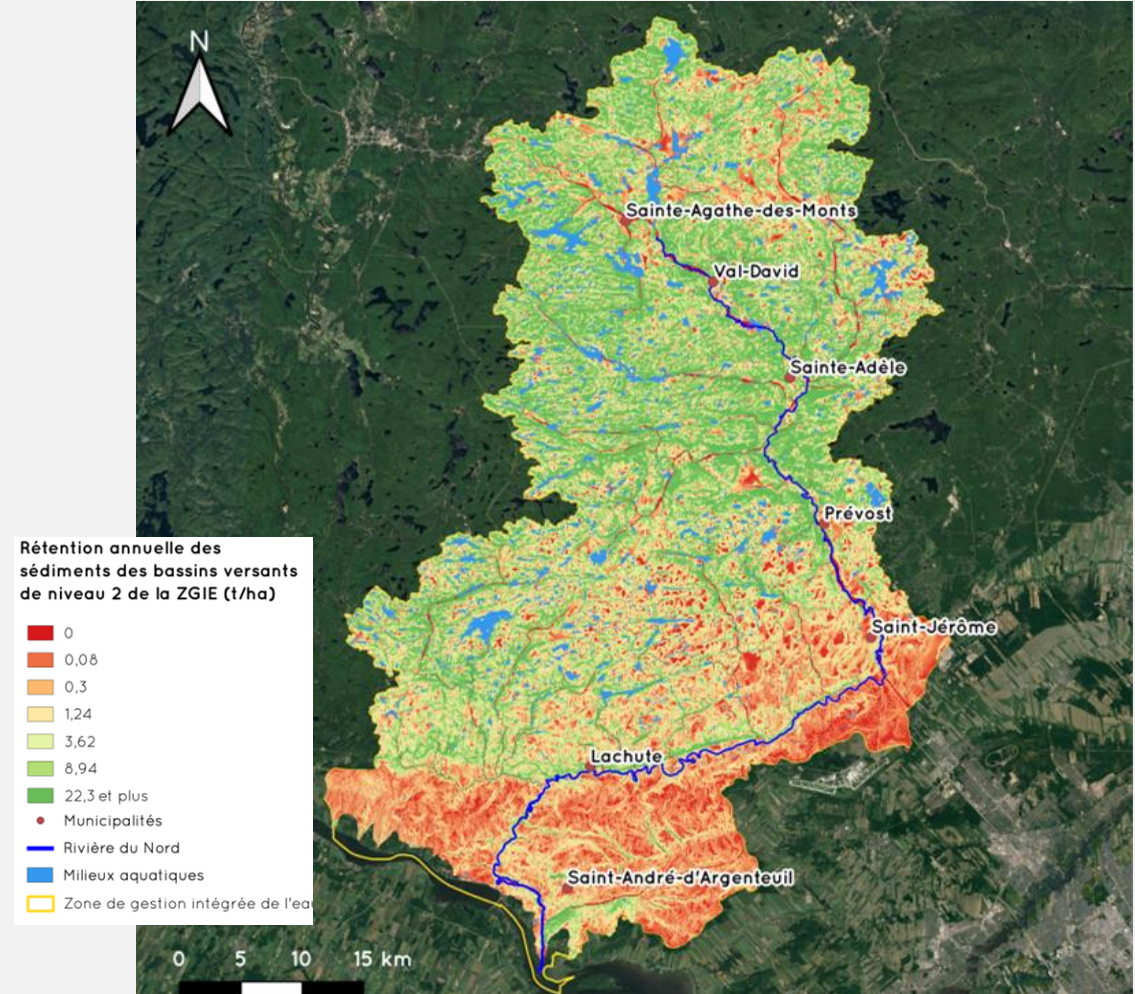 N
Sainte-Agathe-des-Monts
Val-David
Sainte-Adèle
Prévost
Saint-Jérôme
Lachute
Saint-André-d'Argenteuil
Rétention annuelle des
sédiments des bassins versants
de niveau 2 de la ZGIE (t/ha)
0
0,08
0,3
1,24
3,62
8,94
22,3 et plus
Municipalités
Rivière du Nord
Milieux aquatiques
Zone de gestion intégrée de l'eau
0 5 10 15 km